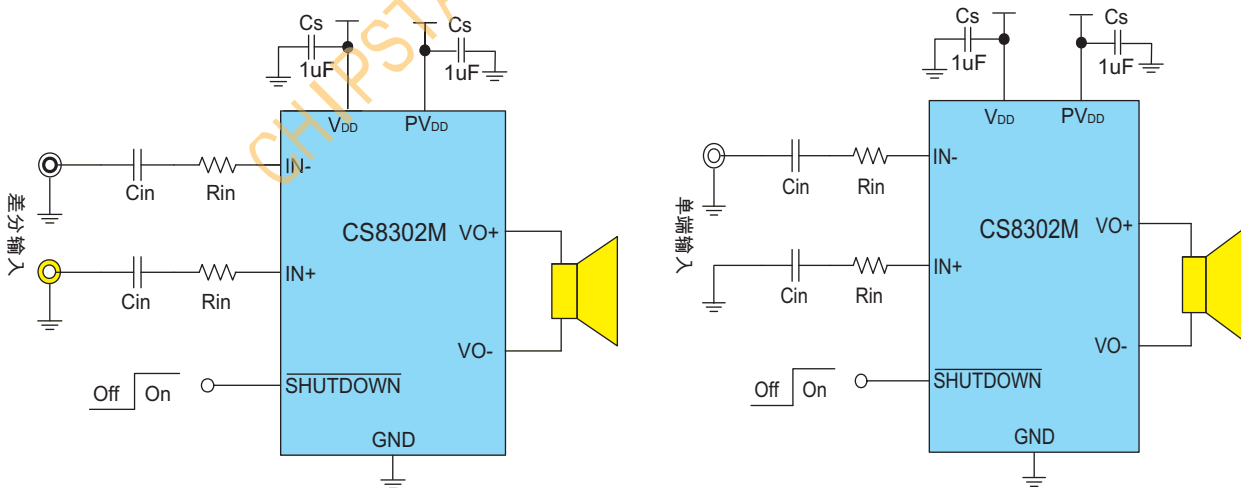 Cs
1uF
Cs
1uF
VDD
PVDD
IN-
Cin
Rin
差分输入
CS8302M
VO+
IN+
Cin
Rin
VO-
Off
On
SHUTDOWN
GND
CHIPSTA
Cs
1uF
Cs
1uF
VDD
PVDD
IN-
Cin
Rin
单端输入
CS8302M
VO+
IN+
Cin
Rin
VO-
Off
On
SHUTDOWN
GND